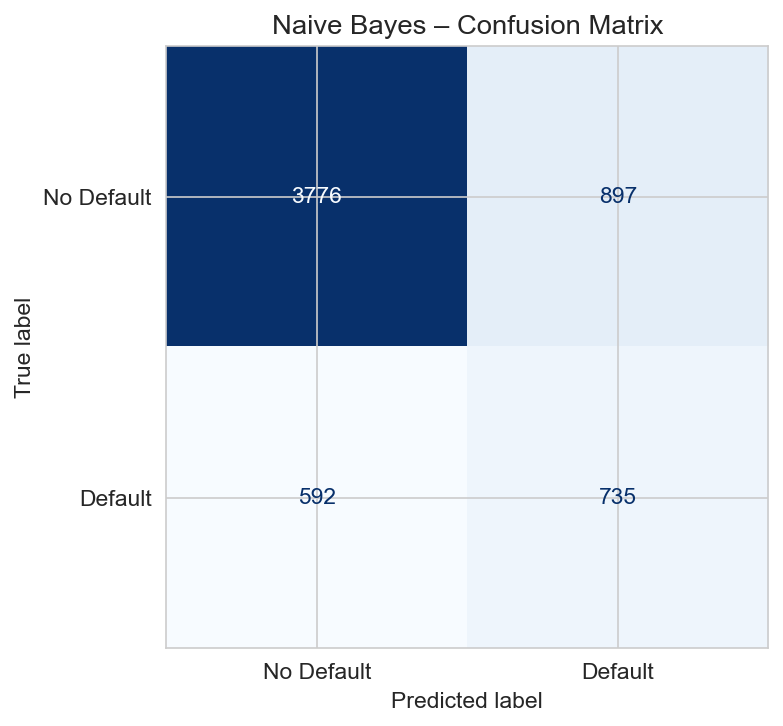 Naive Bayes – Confusion Matrix
True label
No Default
3776
897
Default
592
735
No Default
Default
Predicted label